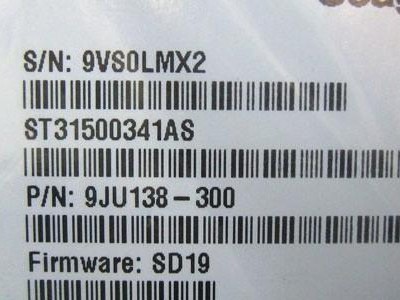 S/N: 9VS0LMX2
ST31500341AS
P/N: 9JU138-300
Firmware: SD19